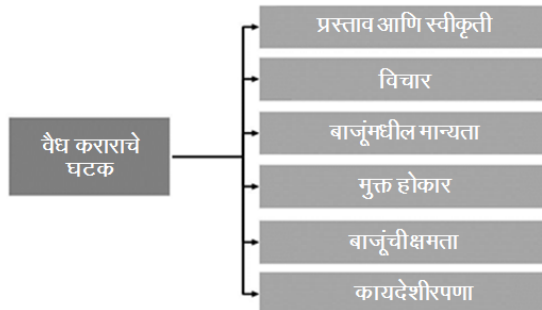 वैध कराराचे
घटक
प्रस्ताव आणि स्वीकृती
विचार
बाजूंमधील मान्यता
मुक्त होकार
बाजूंचीक्षमता
कायदेशीरपणा